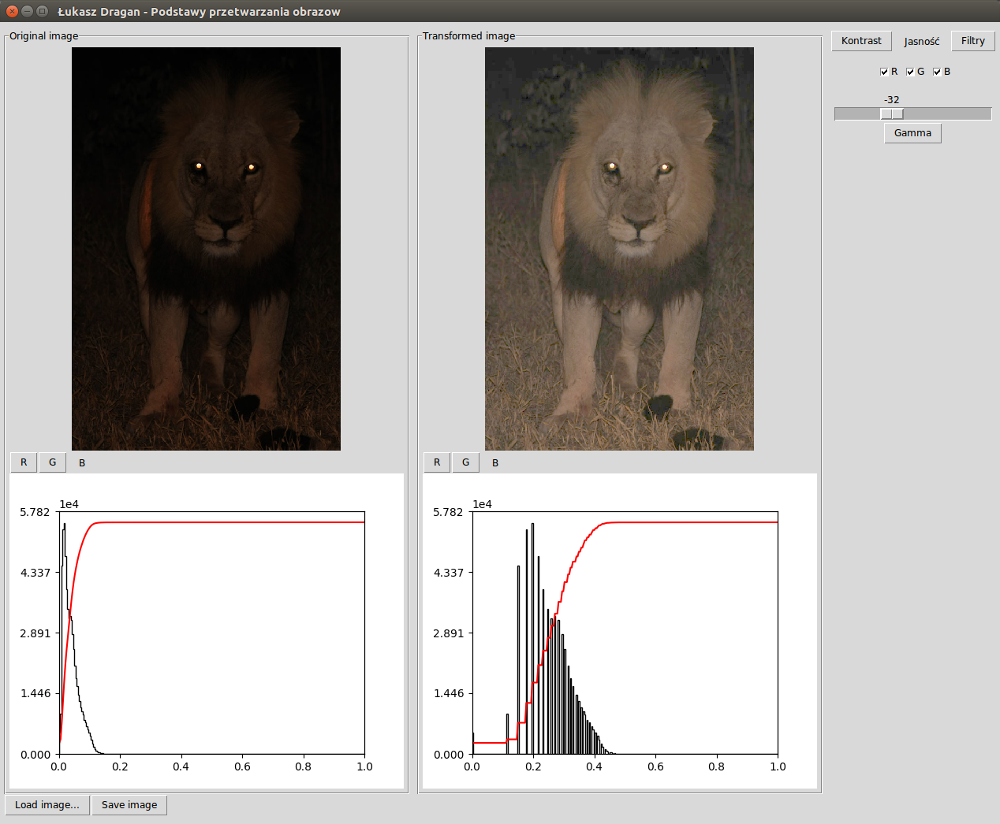 Łukasz Dragan - Podstawy przetwarzania obrazow
Original image
Transformed image
Kontrast Jasność Filtry
R G B
-32
Gamma
R G B
1e4
5.782
4.337
2.891
1.446
0.000
0.0 0.2 0.4 0.6 0.8 1.0
R G B
1e4
5.782
4.337
2.891
1.446
0.000
0.0 0.2 0.4 0.6 0.8 1.0
Load image... Save image